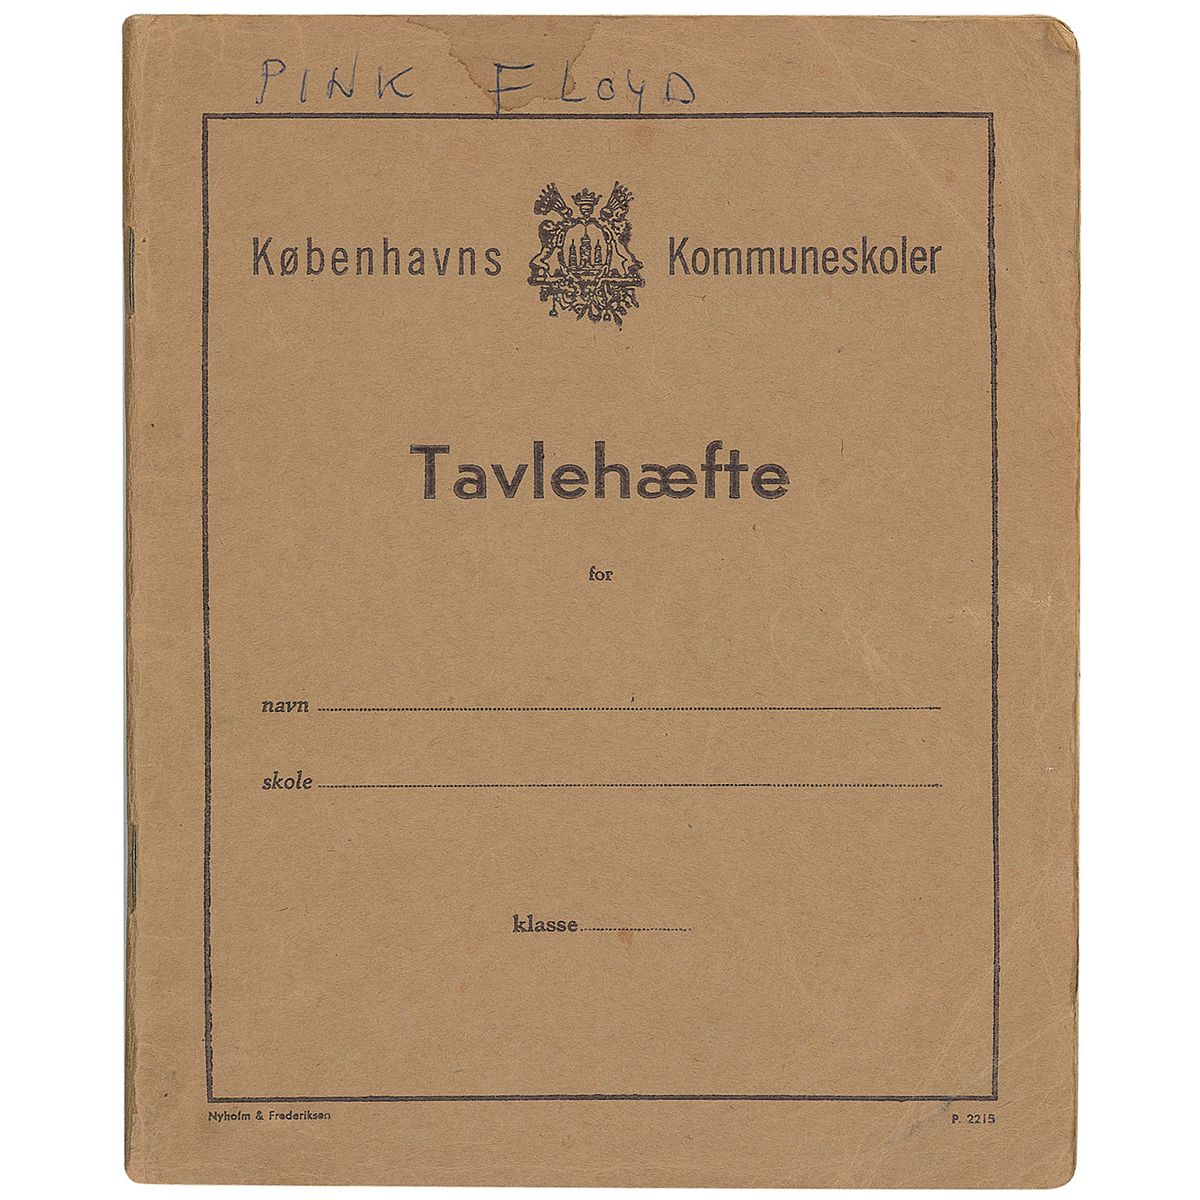 PINK FLOYD
Københavns Kommuneskoler
Tavlehæfte
for
navn
skole
klasse
Nyholm & Frederiksen P. 2215